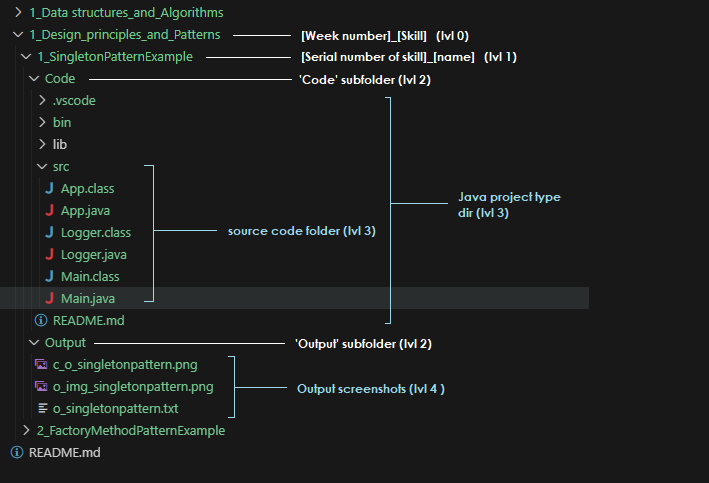 1_Data structures_and_Algorithms
1_Design_principles_and_Patterns [Week number]_[Skill] (lvl 0)
1_SingletonPatternExample [Serial number of skill]_[name] (lvl 1)
Code 'Code' subfolder (lvl 2)
.vscode
bin
lib
src
App.class
App.java
Java project type
dir (lvl 3)
Logger.class
source code folder (lvl 3)
Logger.java
Main.class
Main.java
README.md
Output 'Output' subfolder (lvl 2)
c_o_singletonpattern.png
o_img_singletonpattern.png
Output screenshots (lvl 4 )
o_singletonpattern.txt
2_FactoryMethodPatternExample
README.md